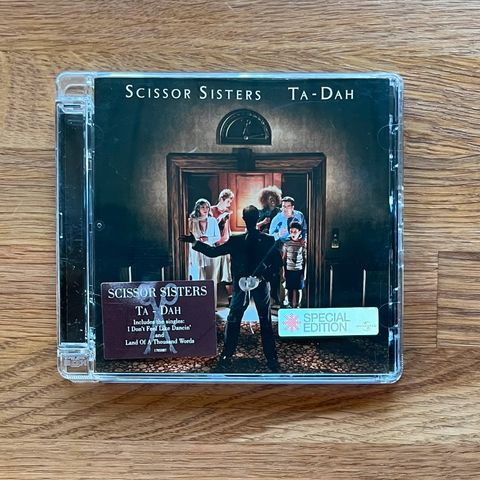 SCISSOR SISTERS TA-DAH
SCISSOR SISTERS
TA - DAH
Includes the singles:
I Don't Feel Like Dancin'
and
Land Of A Thousand Words
SPECIAL
EDITION